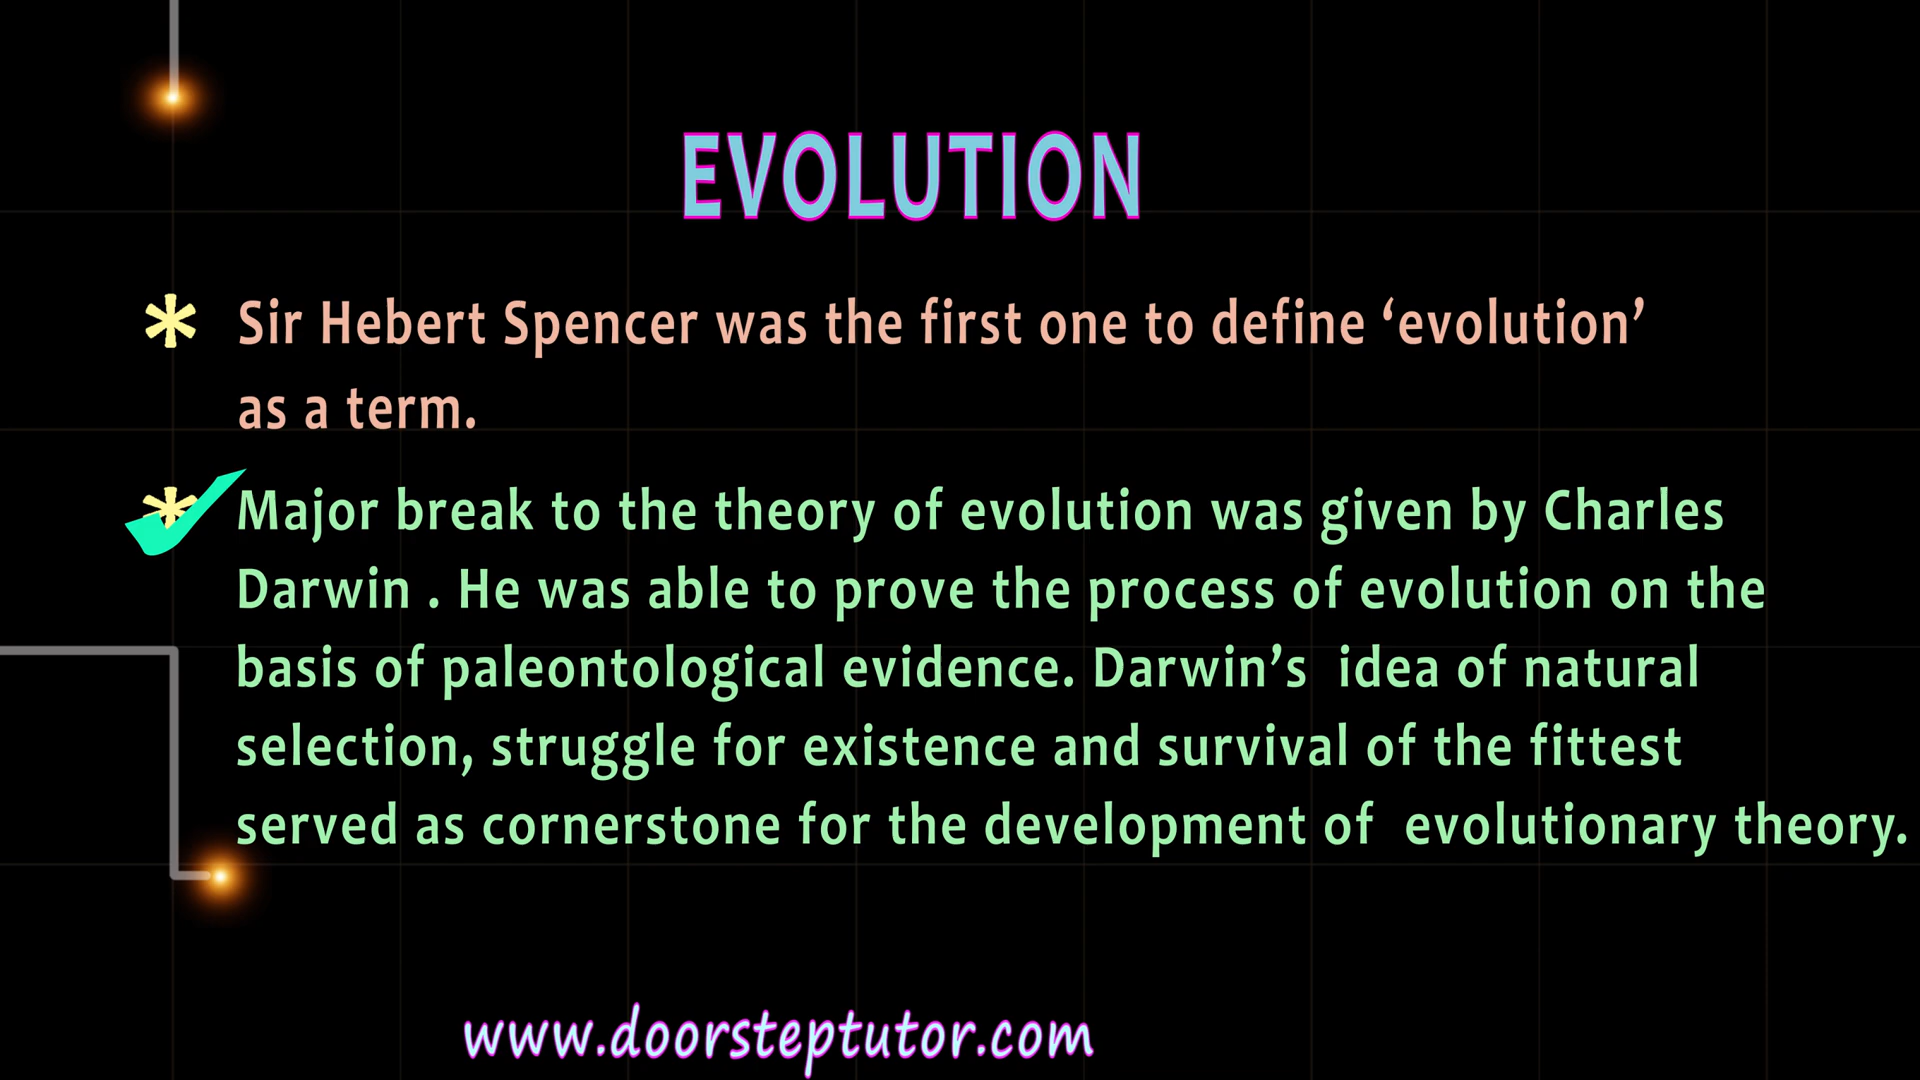 EVOLUTION
* Sir Hebert Spencer was the first one to define ‘evolution’
as a term.
* Major break to the theory of evolution was given by Charles
Darwin . He was able to prove the process of evolution on the
basis of paleontological evidence. Darwin’s  idea of natural
selection, struggle for existence and survival of the fittest
served as cornerstone for the development of  evolutionary theory.
www.doorsteptutor.com